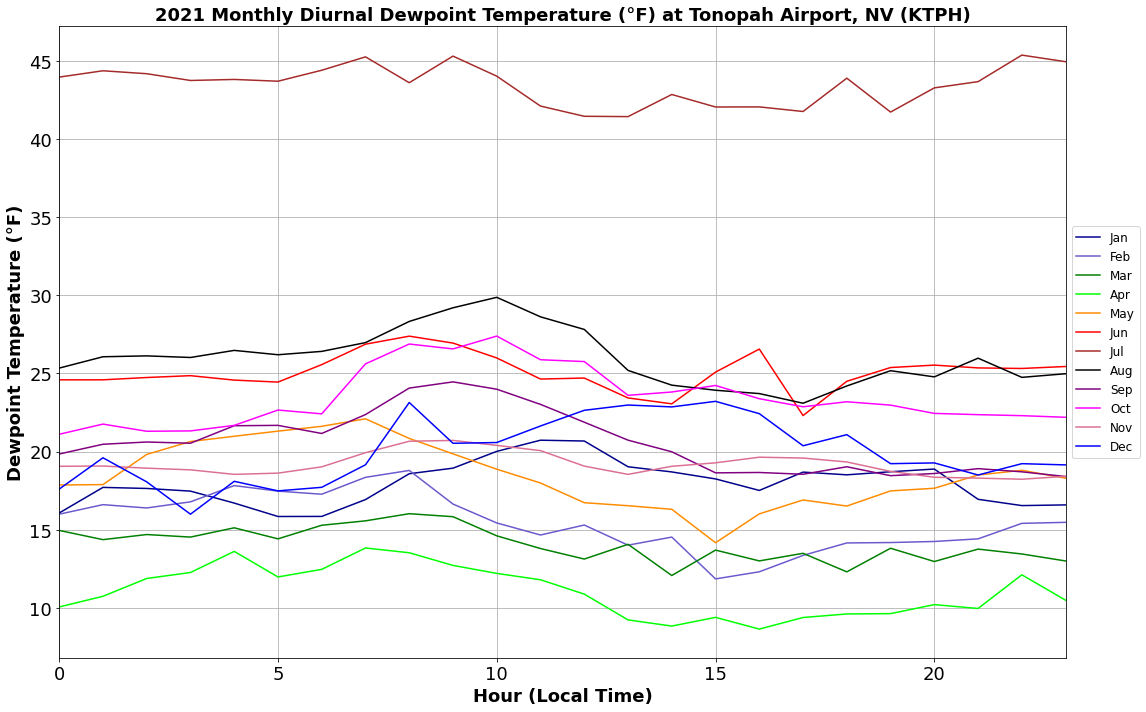 2021 Monthly Diurnal Dewpoint Temperature (°F) at Tonopah Airport, NV (KTPH)
Dewpoint Temperature (°F)
45
40
35
30
25
20
15
10
0 5 10 15 20
Hour (Local Time)
Jan
Feb
Mar
Apr
May
Jun
Jul
Aug
Sep
Oct
Nov
Dec